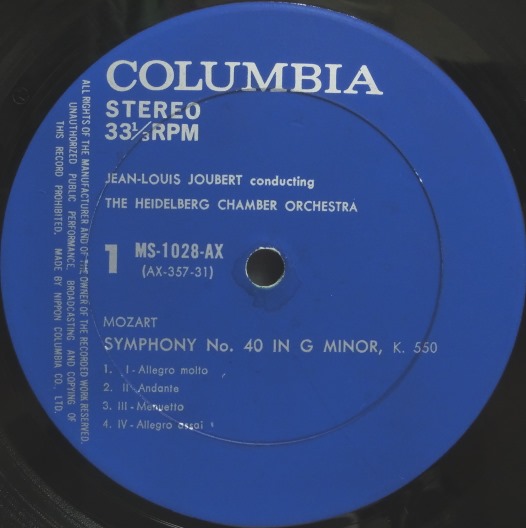 COLUMBIA
STEREO
33⅓RPM
JEAN-LOUIS JOUBERT conducting
THE HEIDELBERG CHAMBER ORCHESTRA
1 MS-1028-AX
(AX-357-31)
MOZART
SYMPHONY No. 40 IN G MINOR, K. 550
1. I - Allegro molto
2. II Andante
3. III - Menuetto
4. IV - Allegro assai
ALL RIGHTS OF THE MANUFACTURER AND OF THE OWNER OF THE RECORDED WORK RESERVED.
UNAUTHORIZED PUBLIC PERFORMANCE, BROADCASTING AND COPYING OF
THIS RECORD PROHIBITED. MADE BY NIPPON COLUMBIA CO., LTD.